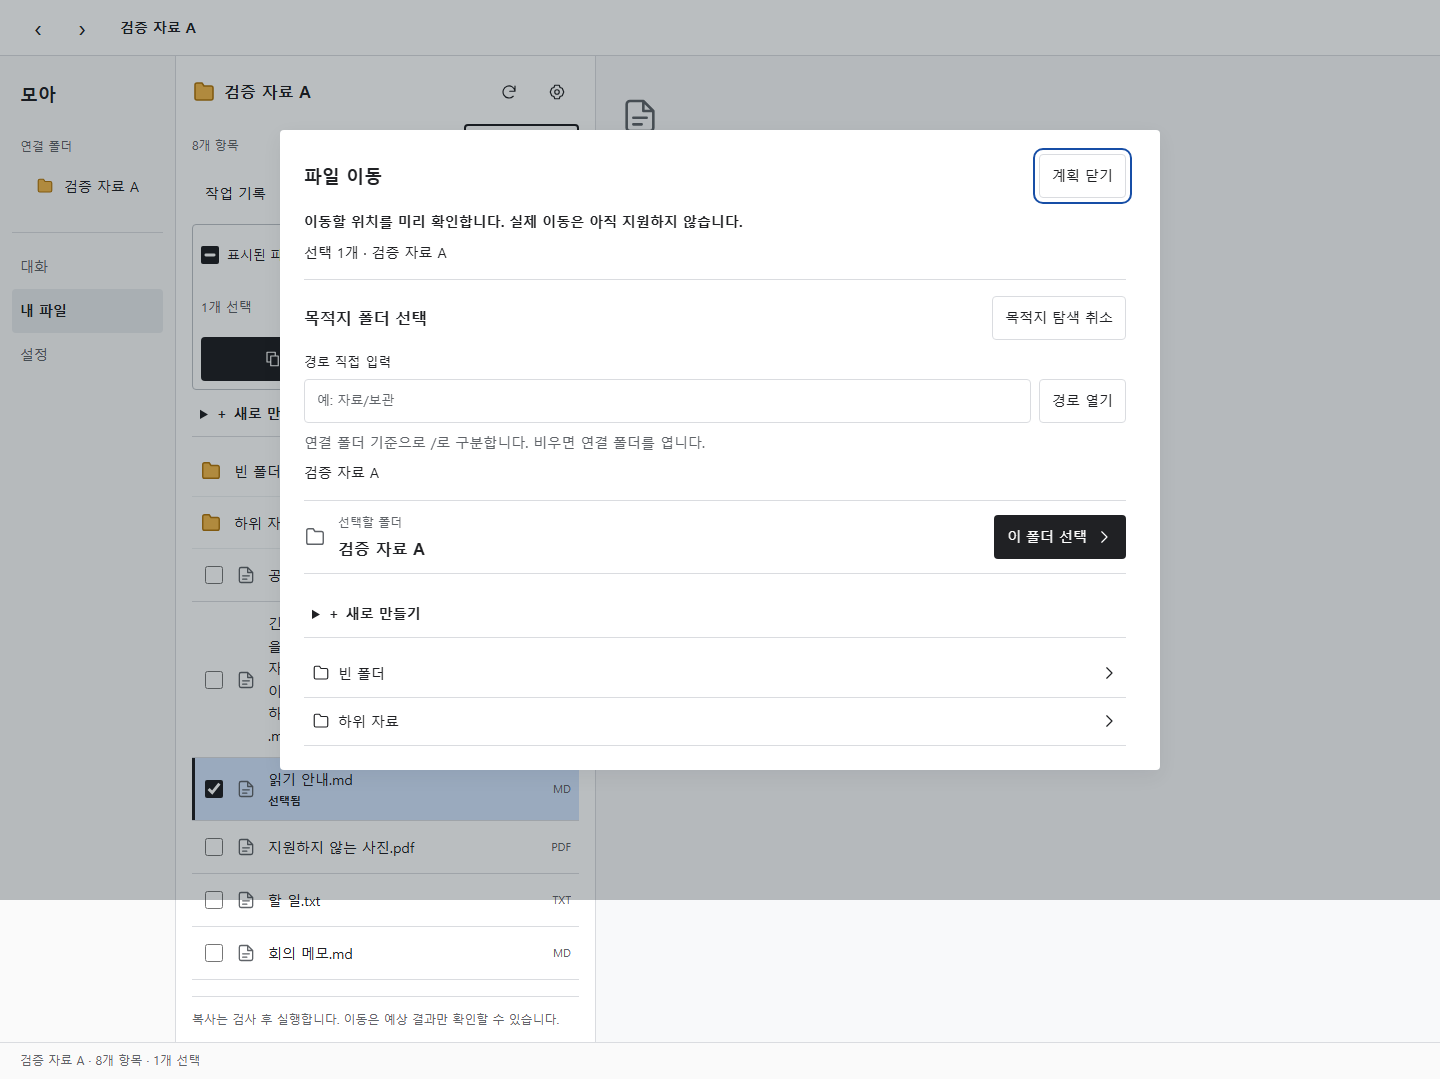 검증 자료 A
모아
연결 폴더
검증 자료 A
대화
내 파일
설정
검증 자료 A
8개 항목
작업 기록
표시된
1개 선택
+ 새로
빈 폴더
하위
읽기 안내.md
선택됨
MD
지원하지 않는 사진.pdf
PDF
할 일.txt
TXT
회의 메모.md
MD
복사는 검사 후 실행합니다. 이동은 예상 결과만 확인할 수 있습니다.
파일 이동
계획 닫기
이동할 위치를 미리 확인합니다. 실제 이동은 아직 지원하지 않습니다.
선택 1개 · 검증 자료 A
목적지 폴더 선택
목적지 탐색 취소
경로 직접 입력
예: 자료/보관
경로 열기
연결 폴더 기준으로 /로 구분합니다. 비우면 연결 폴더를 엽니다.
검증 자료 A
선택할 폴더
검증 자료 A
이 폴더 선택
+ 새로 만들기
빈 폴더
하위 자료
검증 자료 A · 8개 항목 · 1개 선택